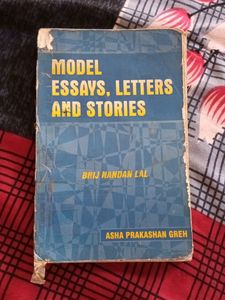 MODEL
ESSAYS, LETTERS
AND STORIES
BRIJ NANDAN LAL
ASHA PRAKASHAN GREH